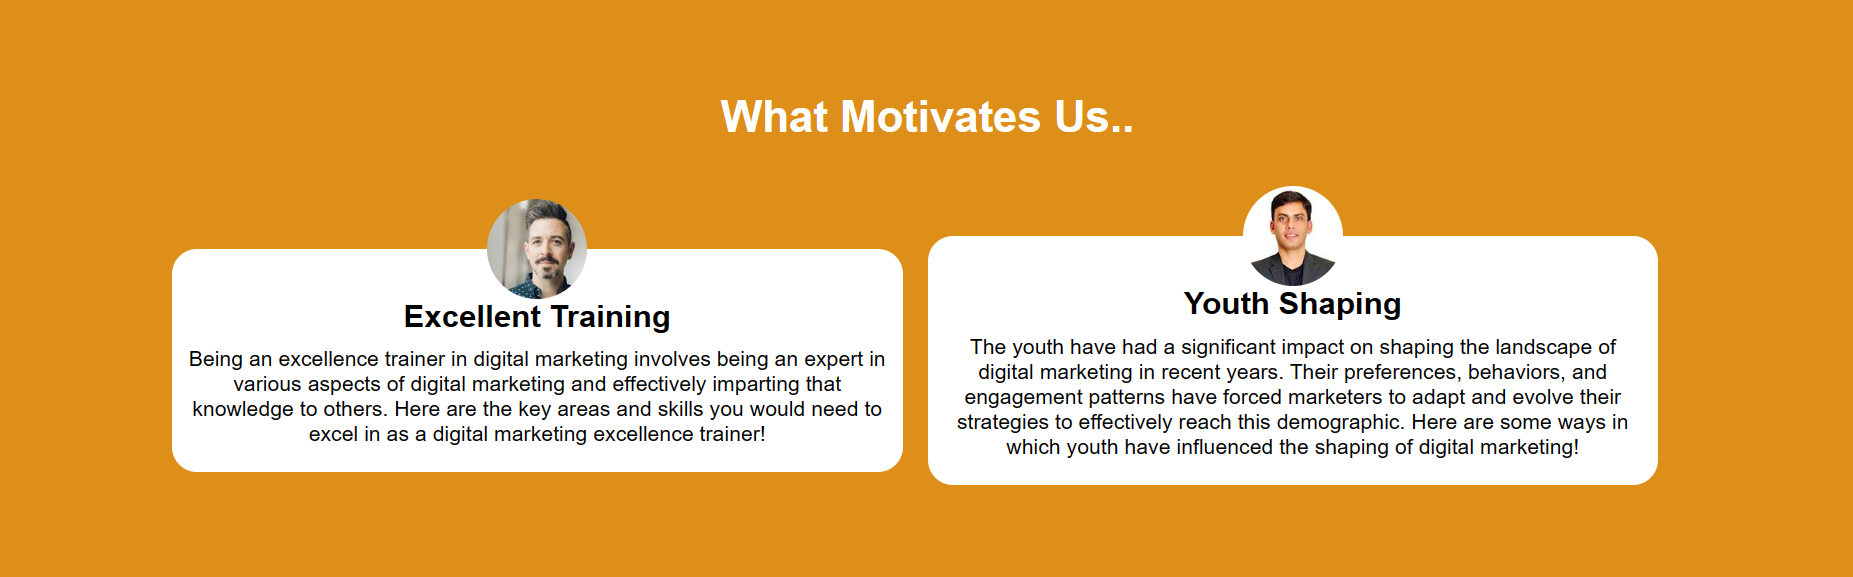 What Motivates Us..
Excellent Training
Being an excellence trainer in digital marketing involves being an expert in
various aspects of digital marketing and effectively imparting that
knowledge to others. Here are the key areas and skills you would need to
excel in as a digital marketing excellence trainer!
Youth Shaping
The youth have had a significant impact on shaping the landscape of
digital marketing in recent years. Their preferences, behaviors, and
engagement patterns have forced marketers to adapt and evolve their
strategies to effectively reach this demographic. Here are some ways in
which youth have influenced the shaping of digital marketing!